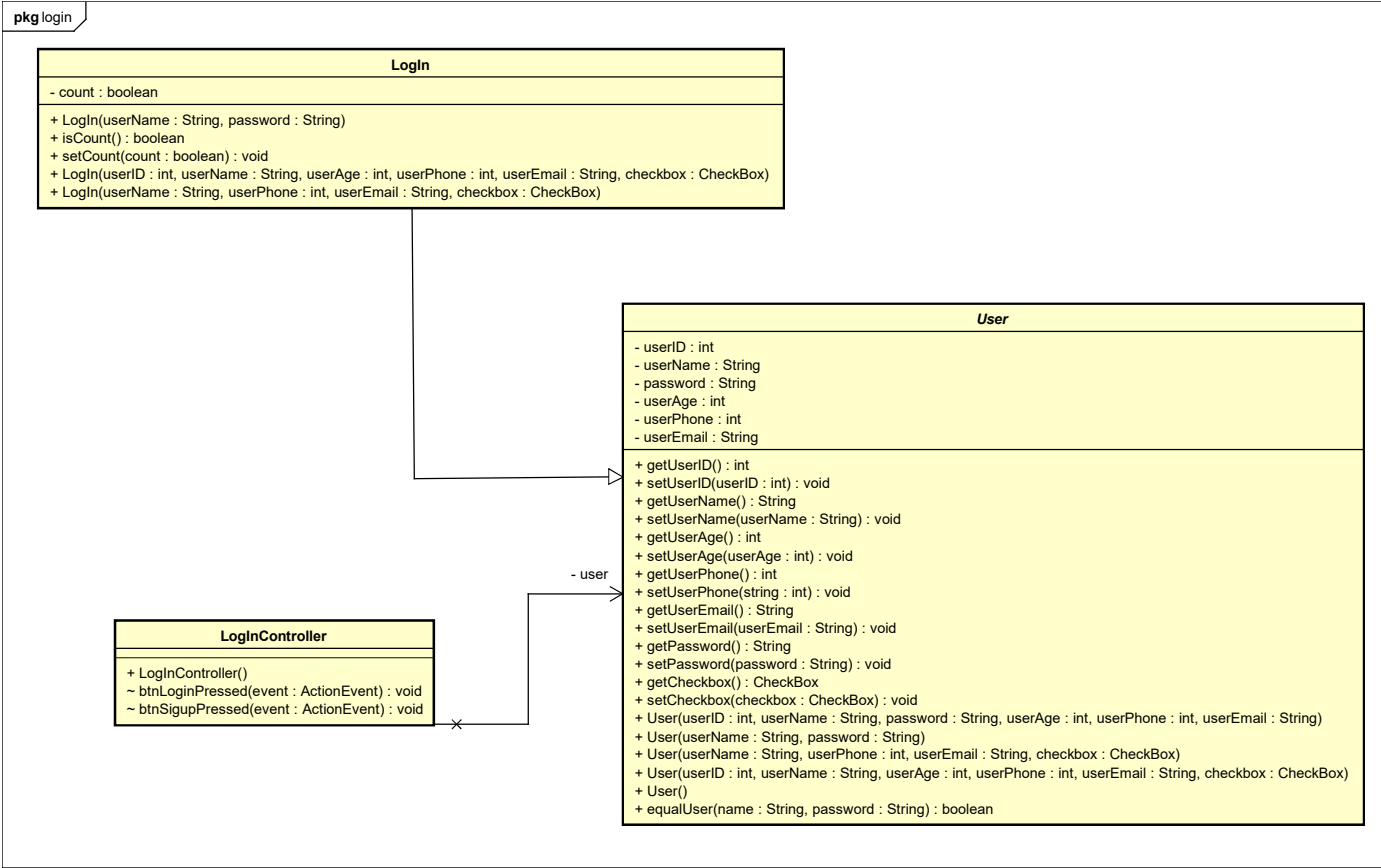 pkg login
LogIn
- count : boolean
+ LogIn(userName : String, password : String)
+ isCount() : boolean
+ setCount(count : boolean) : void
+ LogIn(userID : int, userName : String, userAge : int, userPhone : int, userEmail : String, checkbox : CheckBox)
+ LogIn(userName : String, userPhone : int, userEmail : String, checkbox : CheckBox)
User
- userID : int
- userName : String
- password : String
- userAge : int
- userPhone : int
- userEmail : String
+ getUserID() : int
+ setUserID(userID : int) : void
+ getUserName() : String
+ setUserName(userName : String) : void
+ getUserAge() : int
+ setUserAge(userAge : int) : void
+ getUserPhone() : int
+ setUserPhone(string : int) : void
+ getUserEmail() : String
+ setUserEmail(userEmail : String) : void
+ getPassword() : String
+ setPassword(password : String) : void
+ getCheckbox() : CheckBox
+ setCheckbox(checkbox : CheckBox) : void
+ User(userID : int, userName : String, password : String, userAge : int, userPhone : int, userEmail : String)
+ User(userName : String, password : String)
+ User(userName : String, userPhone : int, userEmail : String, checkbox : CheckBox)
+ User(userID : int, userName : String, userAge : int, userPhone : int, userEmail : String, checkbox : CheckBox)
+ User()
+ equalUser(name : String, password : String) : boolean
- user
LogInController
+ LogInController()
~ btnLoginPressed(event : ActionEvent) : void
~ btnSigupPressed(event : ActionEvent) : void